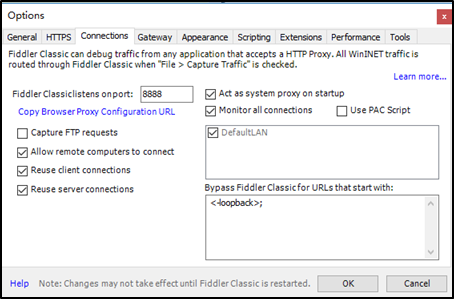 Options
General HTTPS Connections Gateway Appearance Scripting Extensions Performance Tools
Fiddler Classic can debug traffic from any application that accepts a HTTP Proxy. All WinINET traffic is
routed through Fiddler Classic when "File > Capture Traffic" is checked.
Learn more...
Fiddler Classic listens on port: 8888
Act as system proxy on startup
Copy Browser Proxy Configuration URL
Monitor all connections Use PAC Script
Capture FTP requests
DefaultLAN
Allow remote computers to connect
Reuse client connections
Reuse server connections
Bypass Fiddler Classic for URLs that start with:
<-loopback>;
Help Note: Changes may not take effect until Fiddler Classic is restarted. OK Cancel